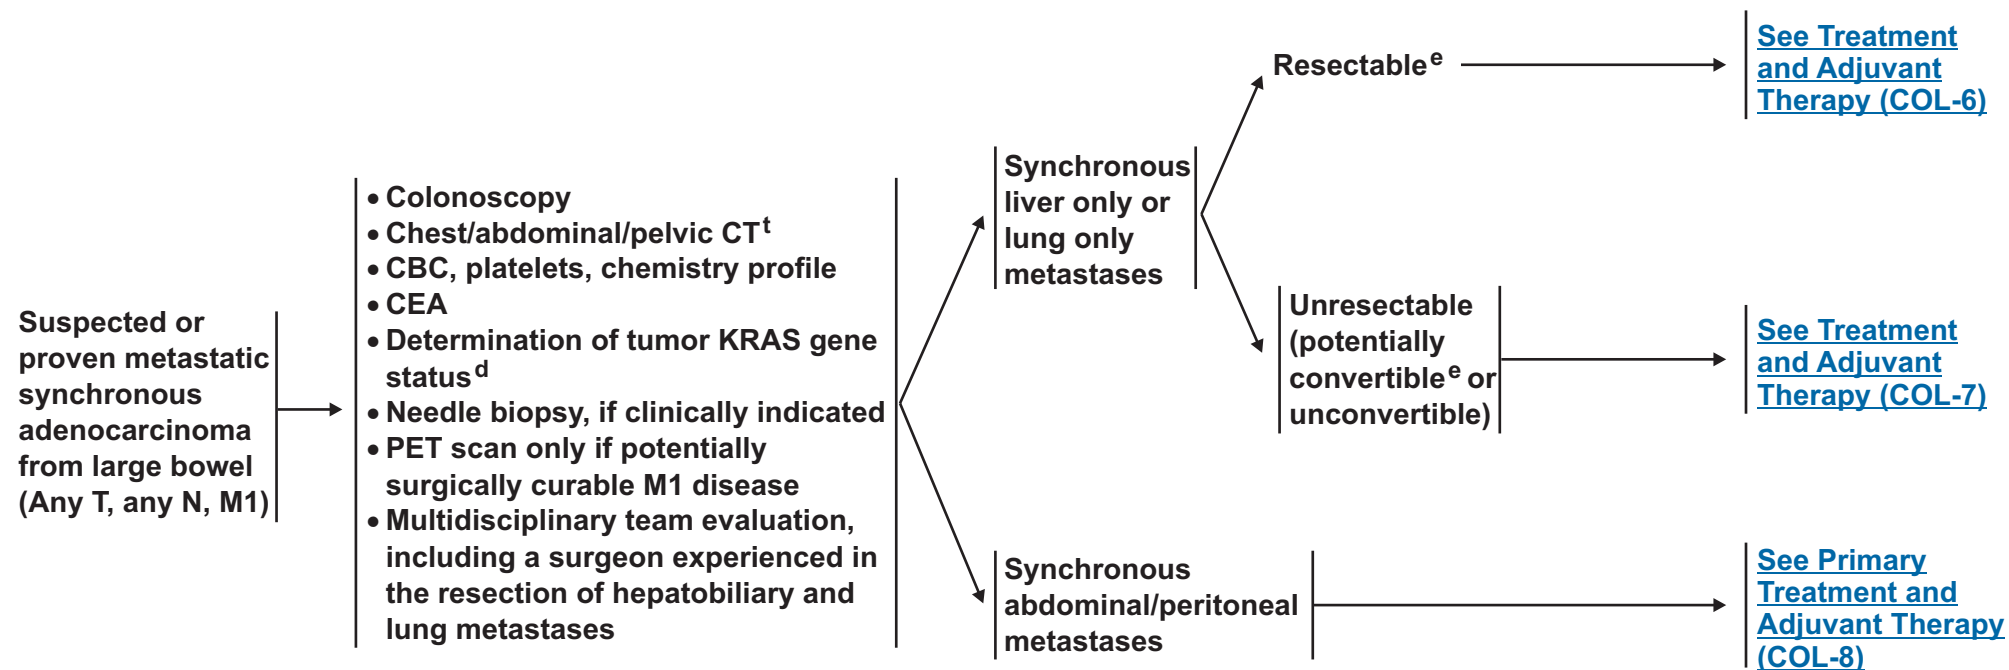 Suspected or
proven metastatic
synchronous
adenocarcinoma
from large bowel
(Any T, any N, M1)
• Colonoscopy
• Chest/abdominal/pelvic CTᵗ
• CBC, platelets, chemistry profile
• CEA
• Determination of tumor KRAS gene
statusᵈ
• Needle biopsy, if clinically indicated
• PET scan only if potentially
surgically curable M1 disease
• Multidisciplinary team evaluation,
including a surgeon experienced in
the resection of hepatobiliary and
lung metastases
Synchronous
liver only or
lung only
metastases
Resectableᵉ
See Treatment
and Adjuvant
Therapy (COL-6)
Unresectable
(potentially
convertibleᵉ or
unconvertible)
See Treatment
and Adjuvant
Therapy (COL-7)
Synchronous
abdominal/peritoneal
metastases
See Primary
Treatment and
Adjuvant Therapy
(COL-8)